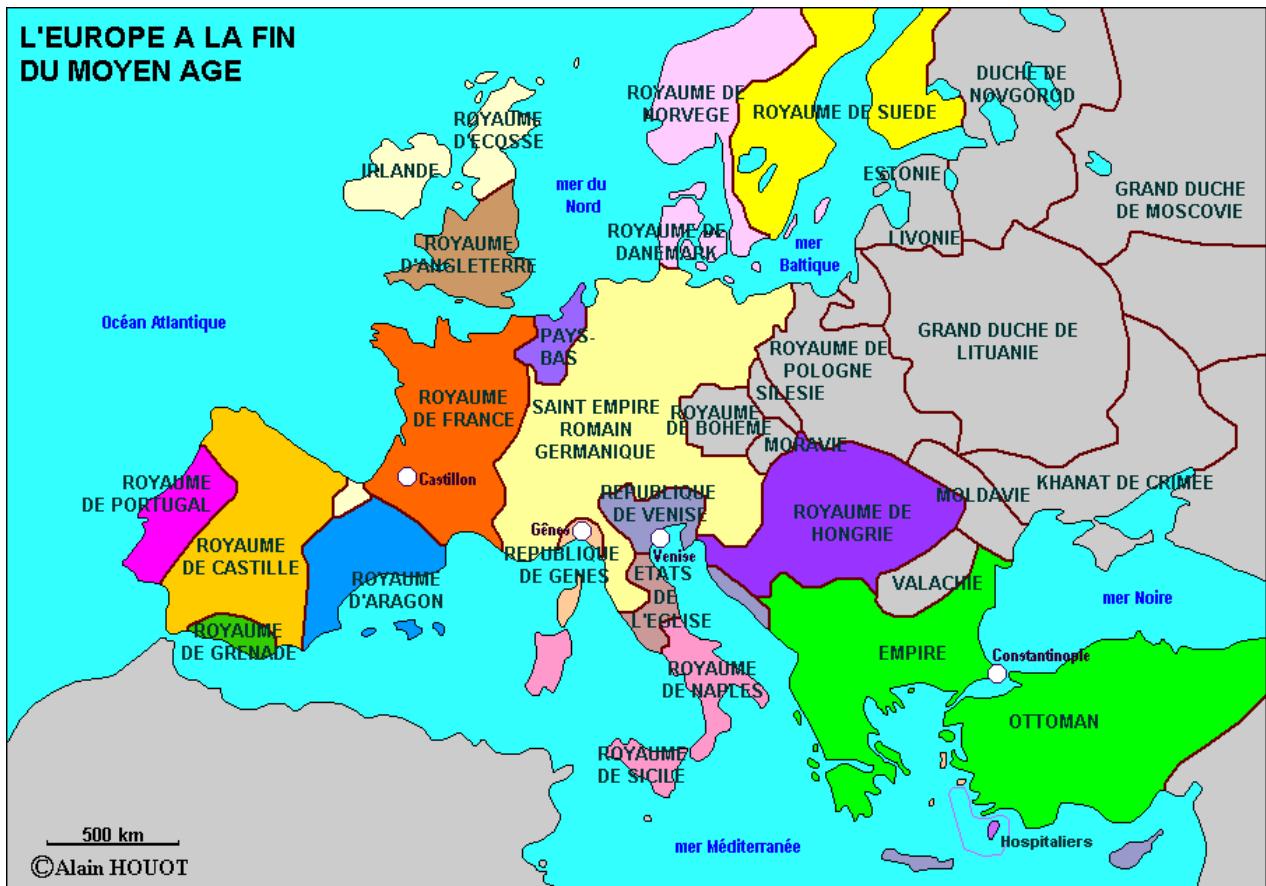 L'EUROPE A LA FIN
DU MOYEN AGE
ROYAUME DE
NORVEGE
DUCHE DE
NOVGOROD
ROYAUME DE SUEDE
ROYAUME
D'ECOSSE
IRLANDE
ESTONIE
mer du
Nord
GRAND DUCHE
DE MOSCOVIE
ROYAUME DE
DANEMARK
LIVONIE
ROYAUME
D'ANGLETERRE
mer
Baltique
Océan Atlantique
PAYS-
BAS
GRAND DUCHE DE
LITUANIE
ROYAUME DE
POLOGNE
SILESIE
ROYAUME
DE FRANCE
SAINT EMPIRE
ROMAIN
GERMANIQUE
ROYAUME
DE BOHEME
MORAVIE
Castillon
ROYAUME
DE PORTUGAL
REPUBLIQUE
DE VENISE
MOLDAVIE
KHANAT DE CRIMEE
ROYAUME DE
HONGRIE
Gênes
Venise
ROYAUME
DE CASTILLE
REPUBLIQUE
DE GENES
ETATS
DE
L'EGLISE
ROYAUME
D'ARAGON
VALACHIE
mer Noire
ROYAUME
DE GRENADE
EMPIRE
Constantinople
ROYAUME
DE NAPLES
OTTOMAN
ROYAUME
DE SICILE
500 km
mer Méditerranée
Hospitaliers
©Alain HOUOT